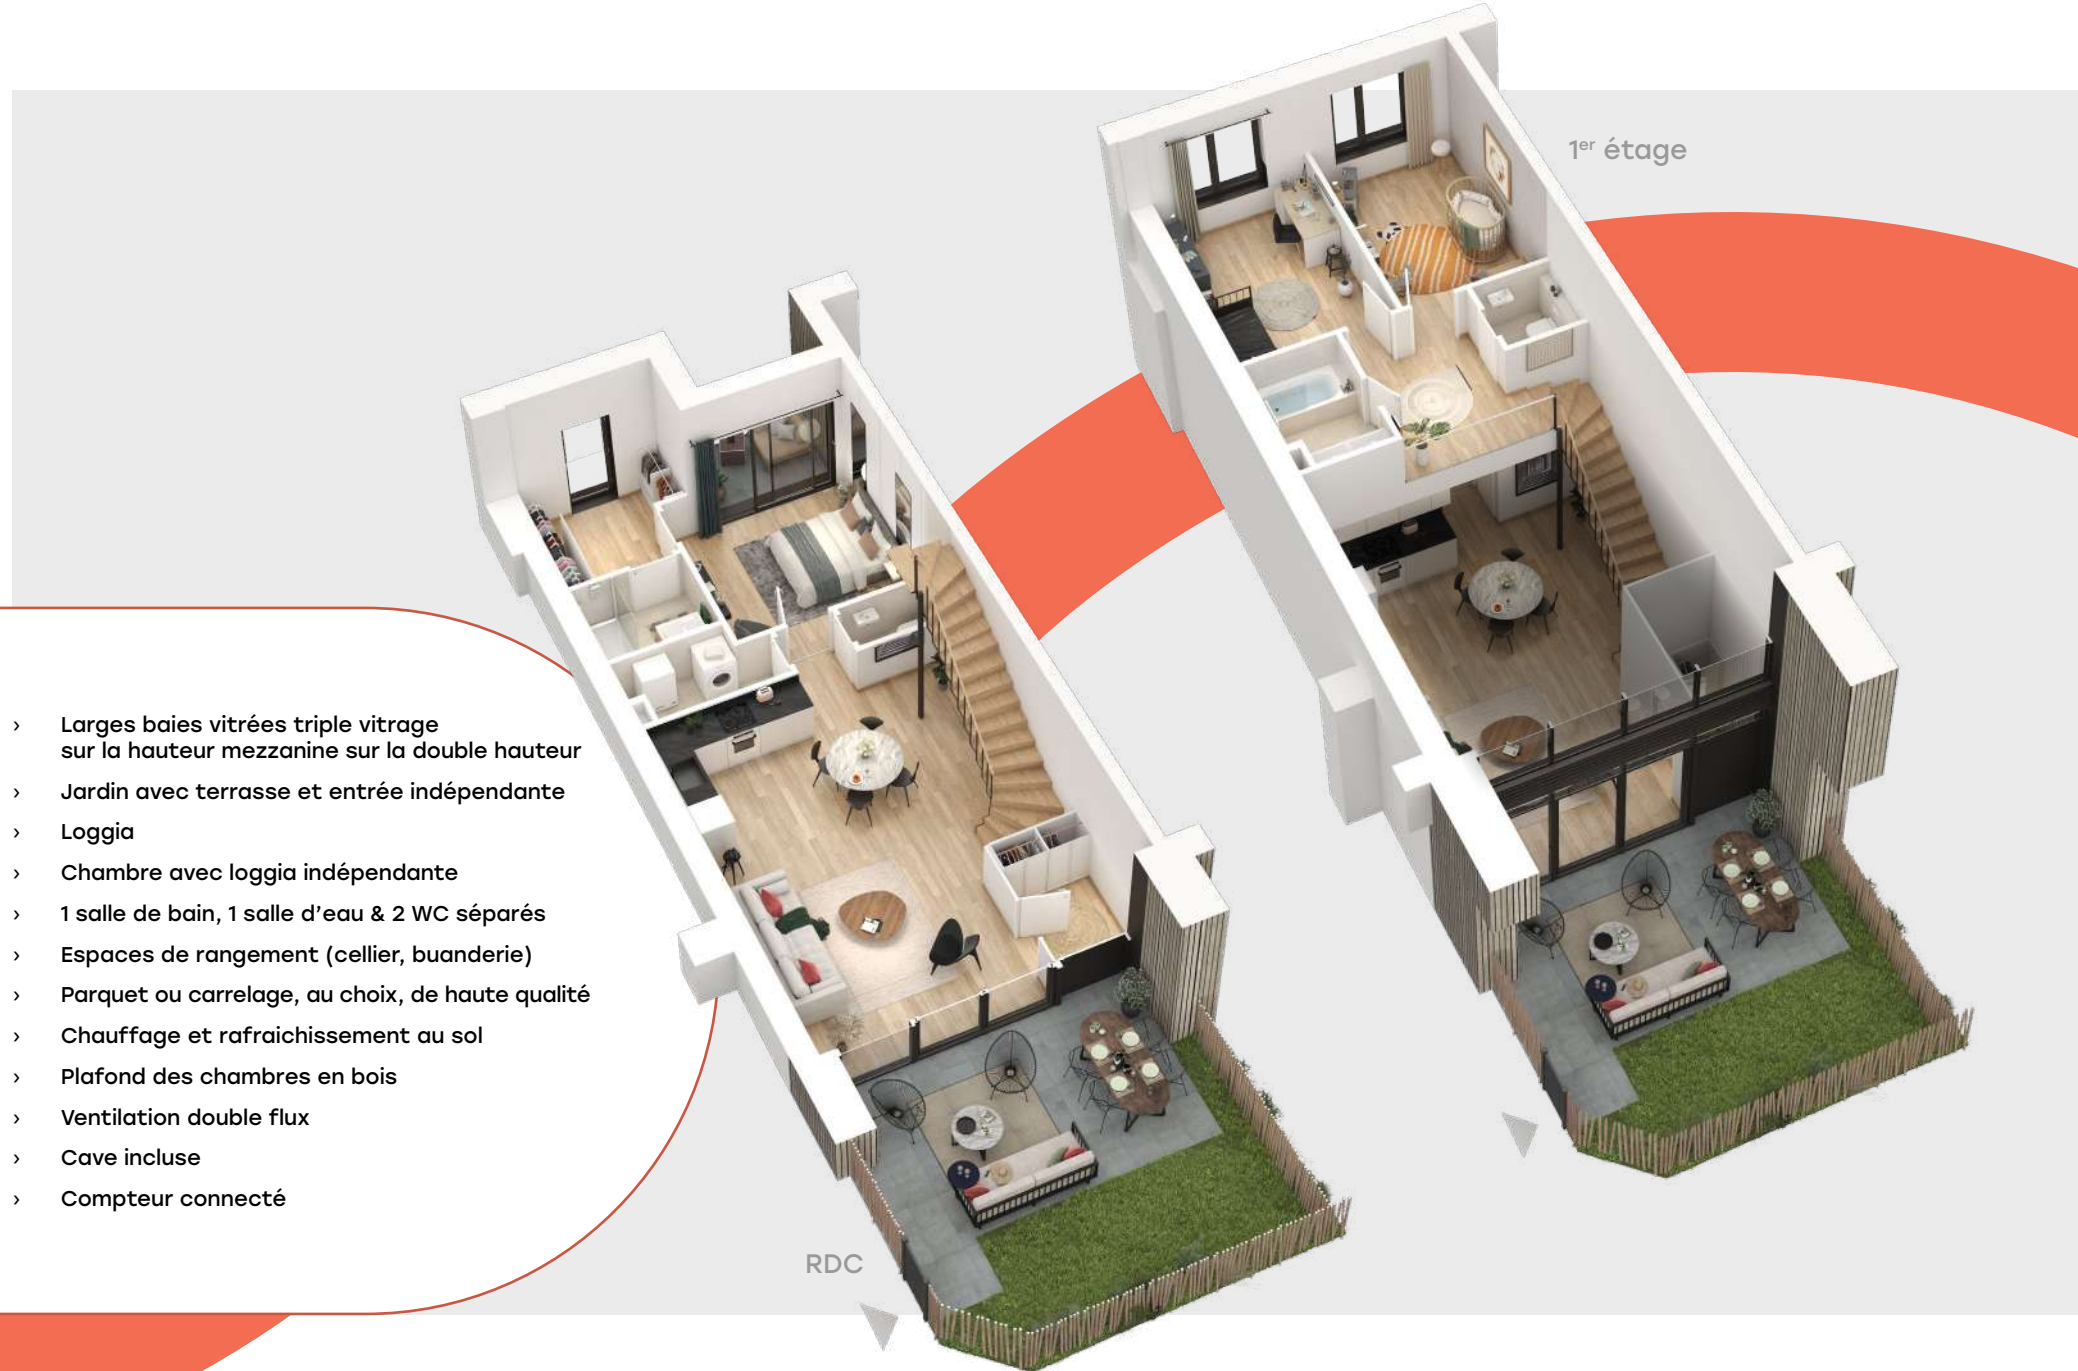 1er étage
› Larges baies vitrées triple vitrage
sur la hauteur mezzanine sur la double hauteur
› Jardin avec terrasse et entrée indépendante
› Loggia
› Chambre avec loggia indépendante
› 1 salle de bain, 1 salle d’eau & 2 WC séparés
› Espaces de rangement (cellier, buanderie)
› Parquet ou carrelage, au choix, de haute qualité
› Chauffage et rafraichissement au sol
› Plafond des chambres en bois
› Ventilation double flux
› Cave incluse
› Compteur connecté
RDC